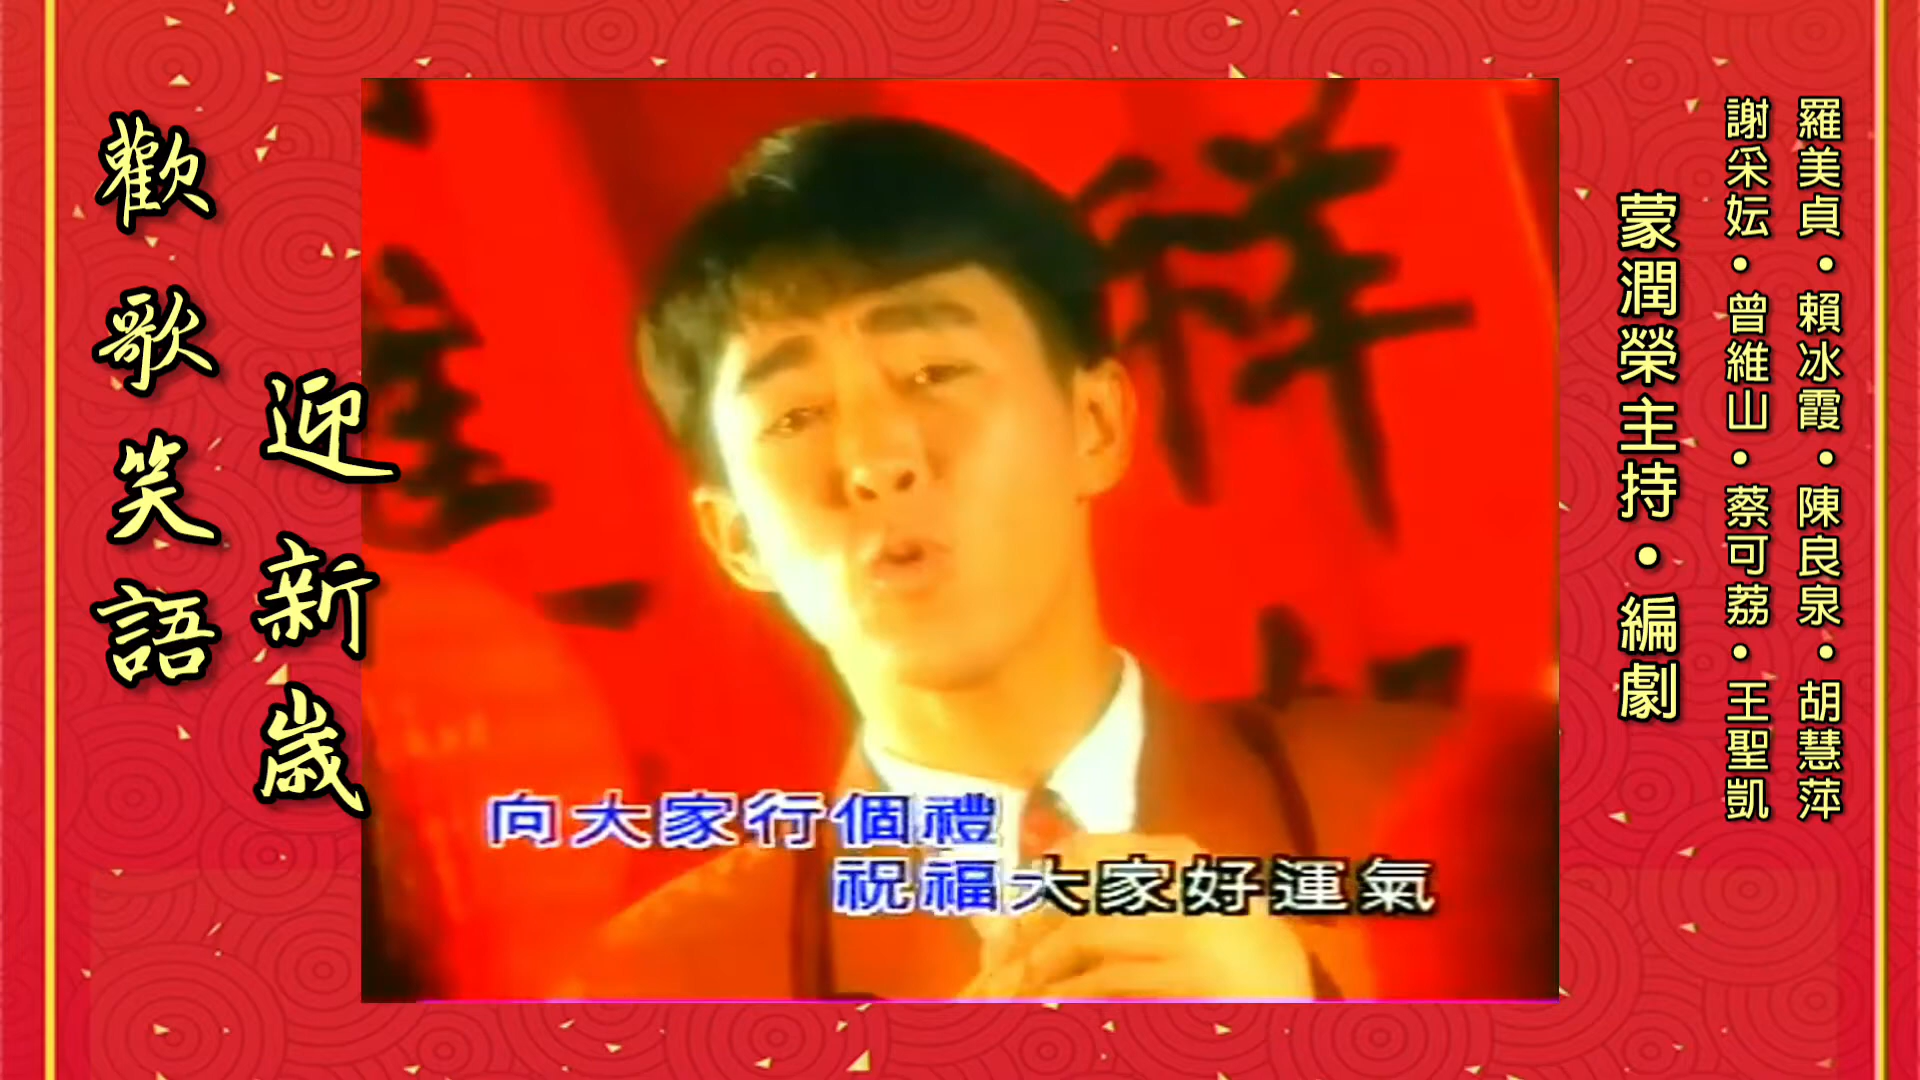 歡歌笑語
迎新歲
祥
向大家行個禮
祝福大家好運氣
蒙潤榮主持·編劇
羅美貞·賴冰霞·陳良泉·胡慧萍
謝采妘·曾維山·蔡可荔·王聖凱